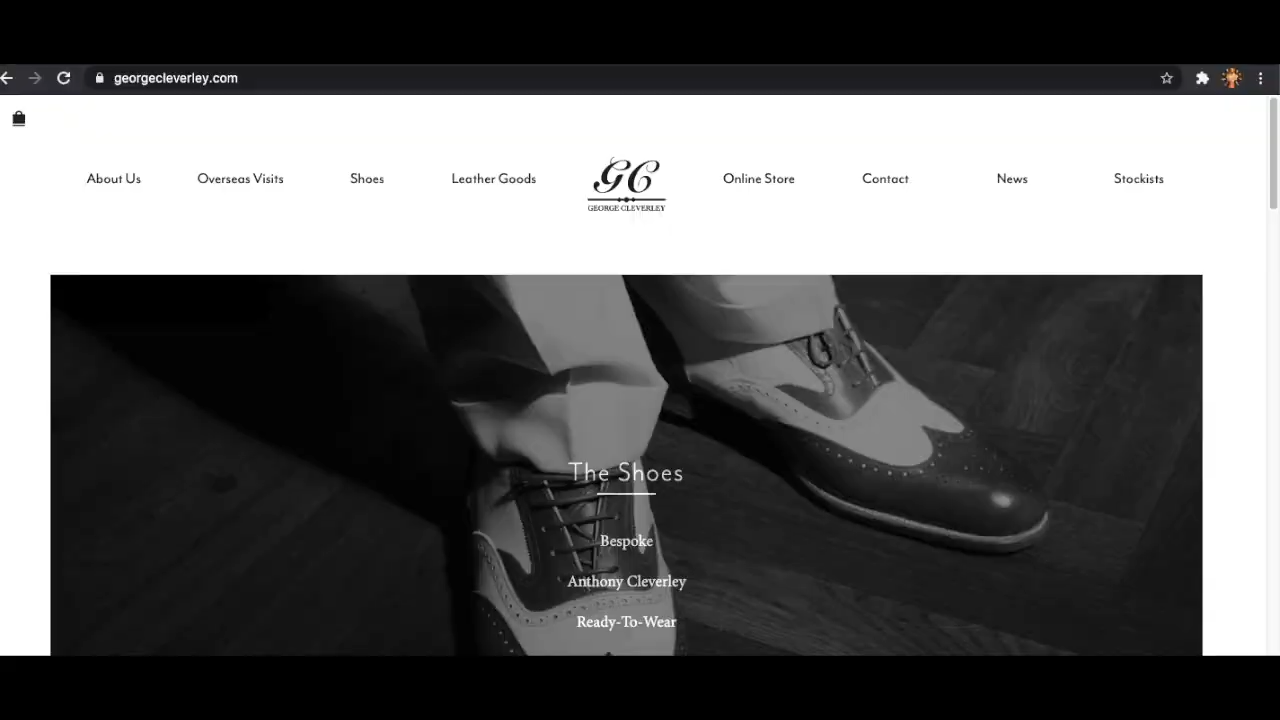 georgecleverley.com
About Us Overseas Visits Shoes Leather Goods GC Online Store Contact News Stockists
GEORGE CLEVERLEY
The Shoes
Bespoke
Anthony Cleverley
Ready-To-Wear